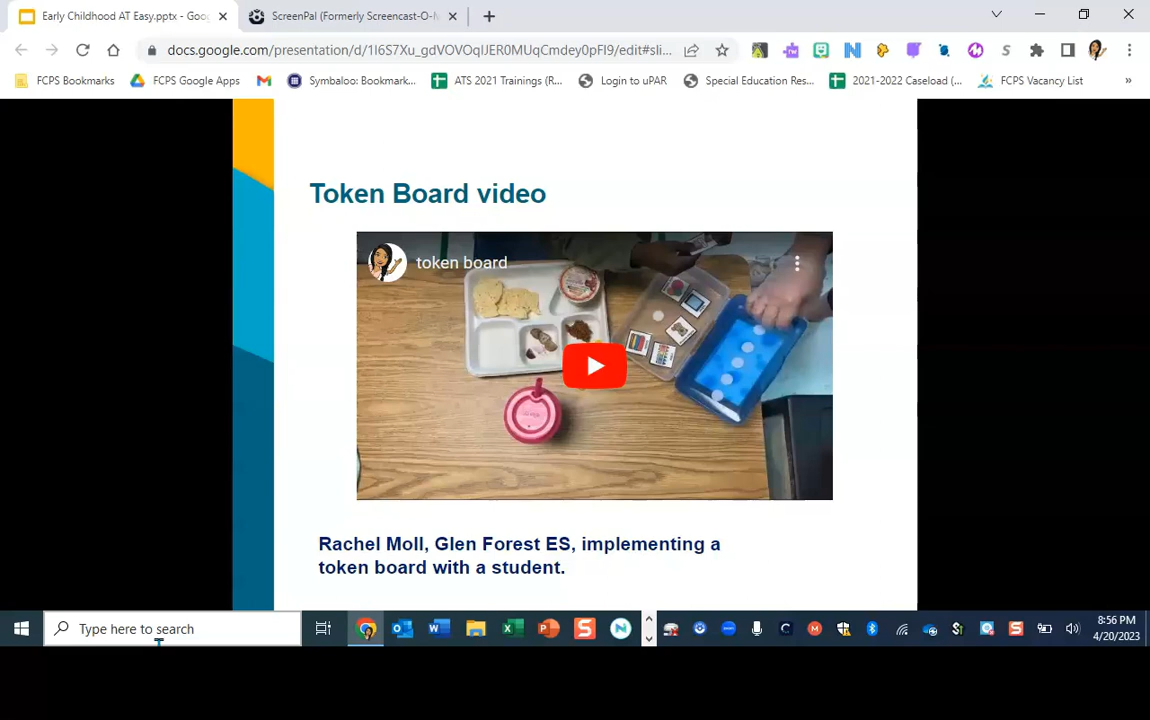 Early Childhood AT Easy.pptx - Goo
ScreenPal (Formerly Screencast-O-M
docs.google.com/presentation/d/1I6S7Xu_gdVOVOqIJER0MUqCmdey0pFI9/edit#sli...
FCPS Bookmarks
FCPS Google Apps
Symbaloo: Bookmark...
ATS 2021 Trainings (R...
Login to uPAR
Special Education Res...
2021-2022 Caseload (...
FCPS Vacancy List
»
Token Board video
token board
Rachel Moll, Glen Forest ES, implementing a
token board with a student.
Type here to search
8:56 PM
4/20/2023